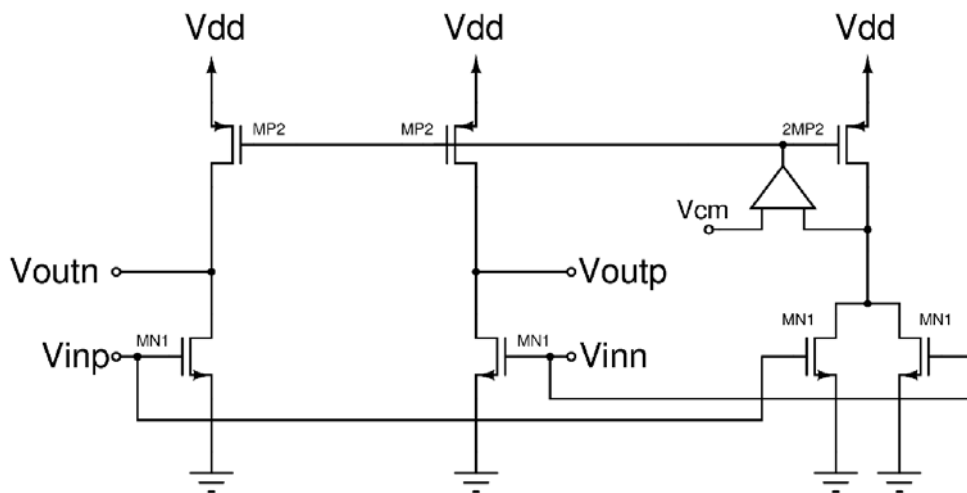 Vdd Vdd Vdd
MP2 MP2 2MP2
Vcm
Voutn Voutp
MN1 MN1
Vinp MN1 MN1 Vinn